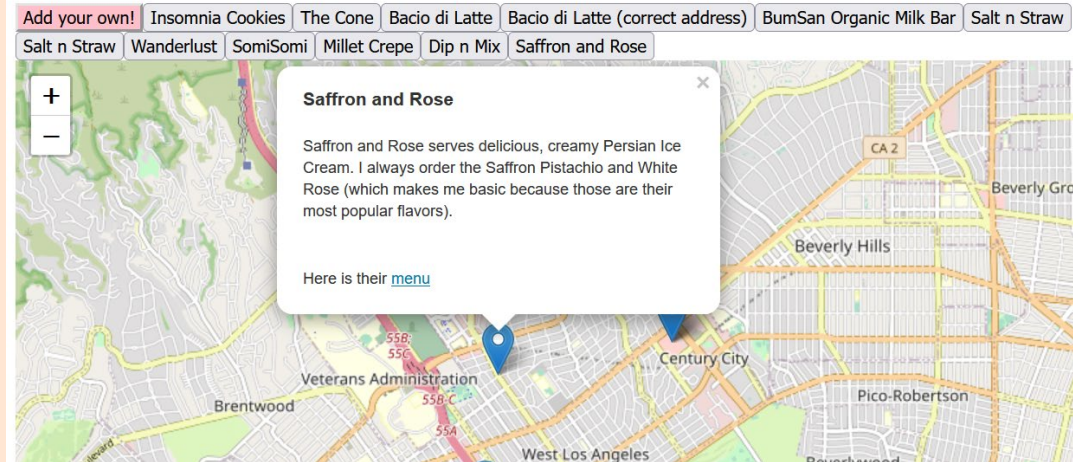 Add your own! Insomnia Cookies The Cone Bacio di Latte Bacio di Latte (correct address) BumSan Organic Milk Bar Salt n Straw
Salt n Straw Wanderlust SomiSomi Millet Crepe Dip n Mix Saffron and Rose
+
−
×
Saffron and Rose
Saffron and Rose serves delicious, creamy Persian Ice
Cream. I always order the Saffron Pistachio and White
Rose (which makes me basic because those are their
most popular flavors).
Here is their menu
CA 2
Beverly Gro
Beverly Hills
55B;
55C
Century City
Veterans Administration
55B-C
Pico-Robertson
Brentwood
55A
West Los Angeles
Beverlywood